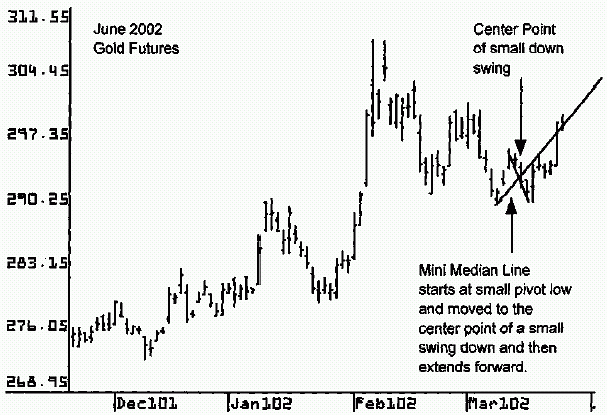 311.55
June 2002
Gold Futures
Center Point
of small down
swing
304.45
297.35
290.25
283.15
Mini Median Line
starts at small pivot low
and moved to the
center point of a small
swing down and then
extends forward.
276.05
268.95
Dec101
Jan102
Feb102
Mar102